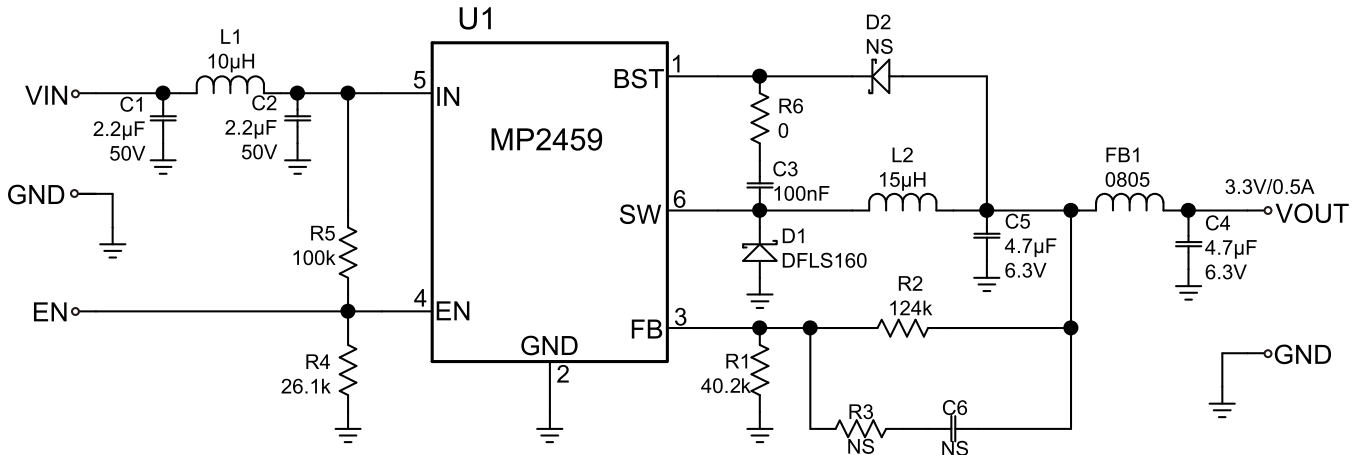 U1
MP2459
VIN
C1
2.2µF
50V
L1
10µH
C2
2.2µF
50V
5
IN
GND
R5
100k
EN
4
EN
R4
26.1k
GND
2
BST
1
D2
NS
R6
0
C3
100nF
SW
6
L2
15µH
D1
DFLS160
C5
4.7µF
6.3V
FB1
0805
3.3V/0.5A
VOUT
C4
4.7µF
6.3V
FB
3
R2
124k
R1
40.2k
R3
NS
C6
NS
GND